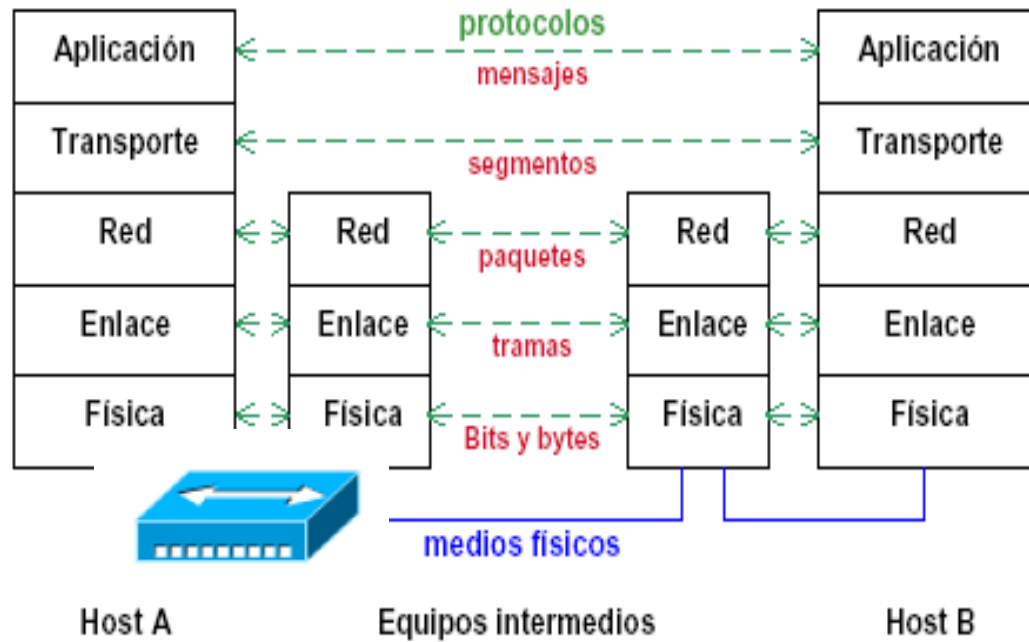 protocolos
Aplicación
Aplicación
mensajes
Transporte
Transporte
segmentos
Red
Red
Red
Red
paquetes
Enlace
Enlace
Enlace
Enlace
tramas
Física
Física
Física
Física
Bits y bytes
medios físicos
Host A
Equipos intermedios
Host B